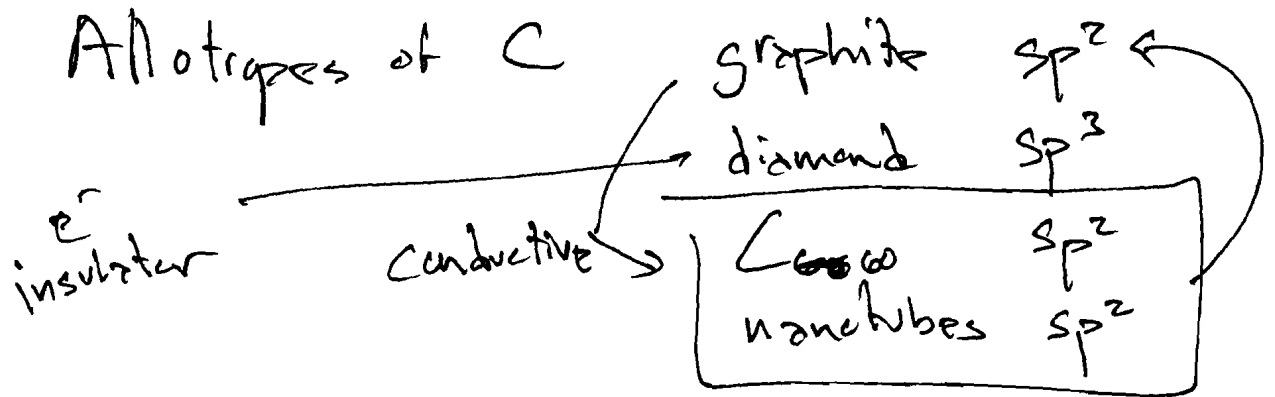 Allotropes of C graphite sp²
diamond sp³
e⁻
insulator conductive C₆₀ sp²
nanotubes sp²